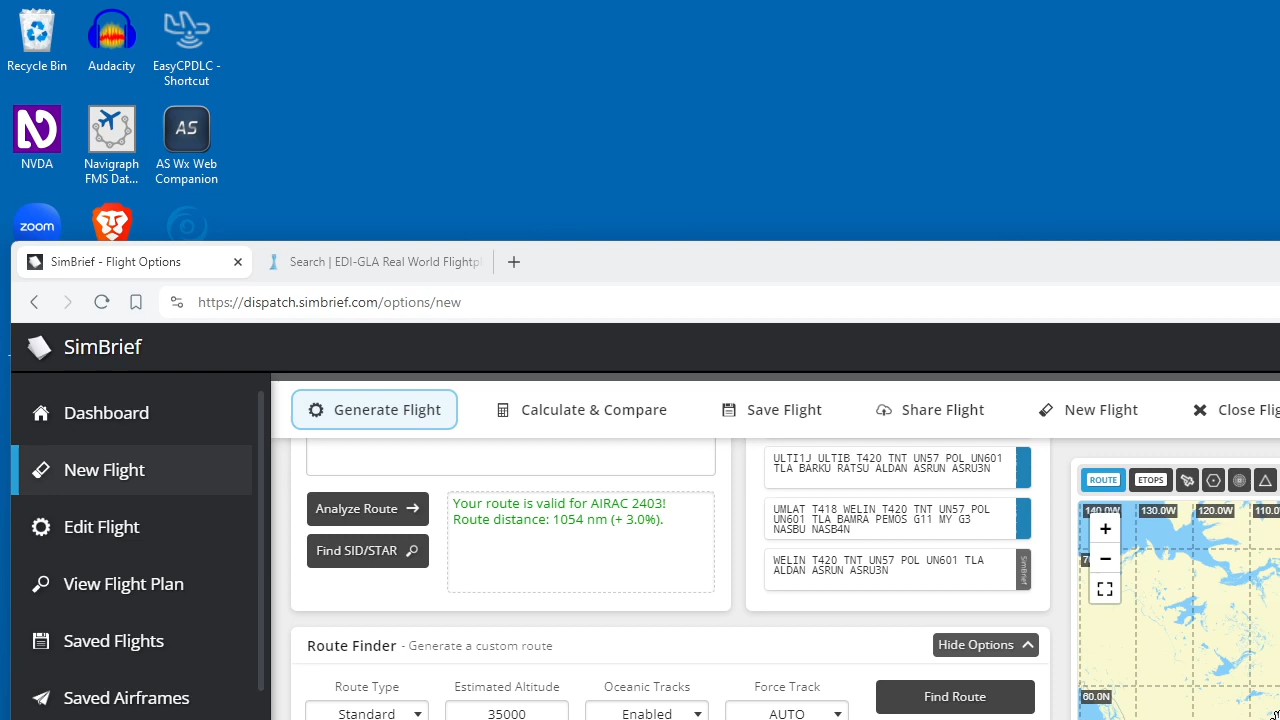 Recycle Bin
Audacity
EasyCPDLC -
Shortcut
NVDA
Navigraph
FMS Dat...
AS
AS Wx Web
Companion
zoom
SimBrief - Flight Options
Search | EDI-GLA Real World Flightpl
https://dispatch.simbrief.com/options/new
SimBrief
Dashboard
New Flight
Edit Flight
View Flight Plan
Saved Flights
Saved Airframes
Generate Flight
Calculate & Compare
Save Flight
Share Flight
New Flight
Close Flig
Analyze Route
Find SID/STAR
Your route is valid for AIRAC 2403!
Route distance: 1054 nm (+ 3.0%).
ULTI1J ULTIB T420 TNT UN57 POL UN601
TLA BARKU RATSU ALDAN ASRUN ASRU3N
UMLAT T418 WELIN T420 TNT UN57 POL
UN601 TLA BAMRA PEMOS G11 MY G3
NASBU NASB4N
WELIN T420 TNT UN57 POL UN601 TLA
ALDAN ASRUN ASRU3N
SimBrief
Route Finder - Generate a custom route
Hide Options
Route Type
Estimated Altitude
Oceanic Tracks
Force Track
Standard
35000
Enabled
AUTO
Find Route
ROUTE
ETOPS
140.0W
130.0W
120.0W
110.0
+
−
60.0N